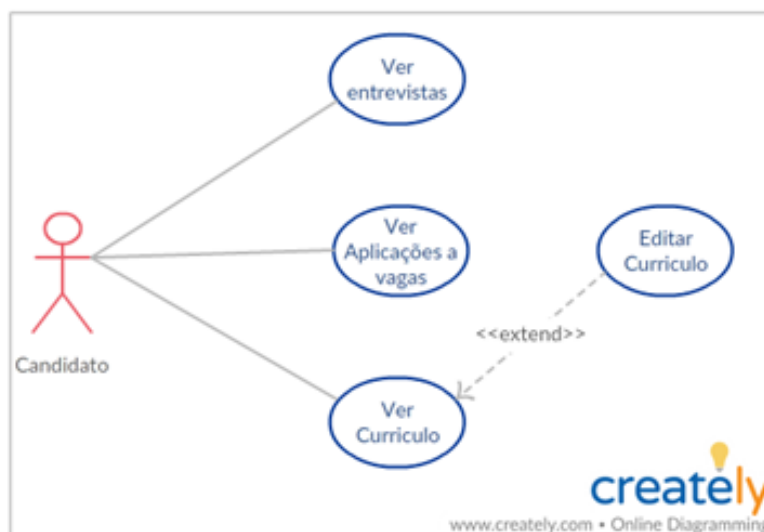 Ver
entrevistas
Ver
Aplicações a
vagas
Editar
Curriculo
<<extend>>
Candidato
Ver
Curriculo
creately
www.creately.com • Online Diagramming